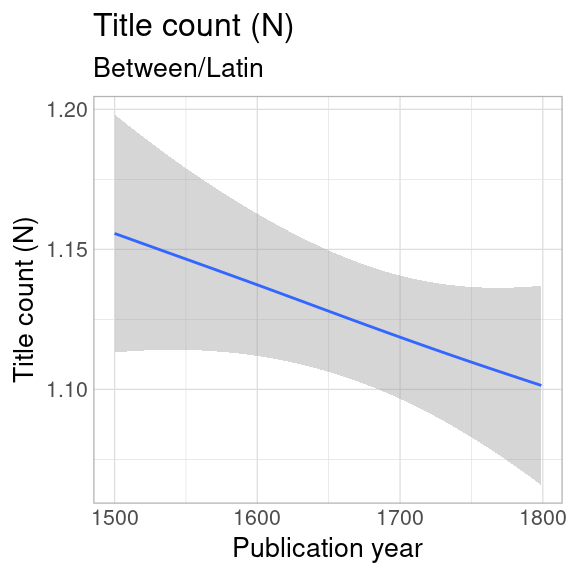 Title count (N)
Between/Latin
Title count (N)
1.20
1.15
1.10
1500 1600 1700 1800
Publication year